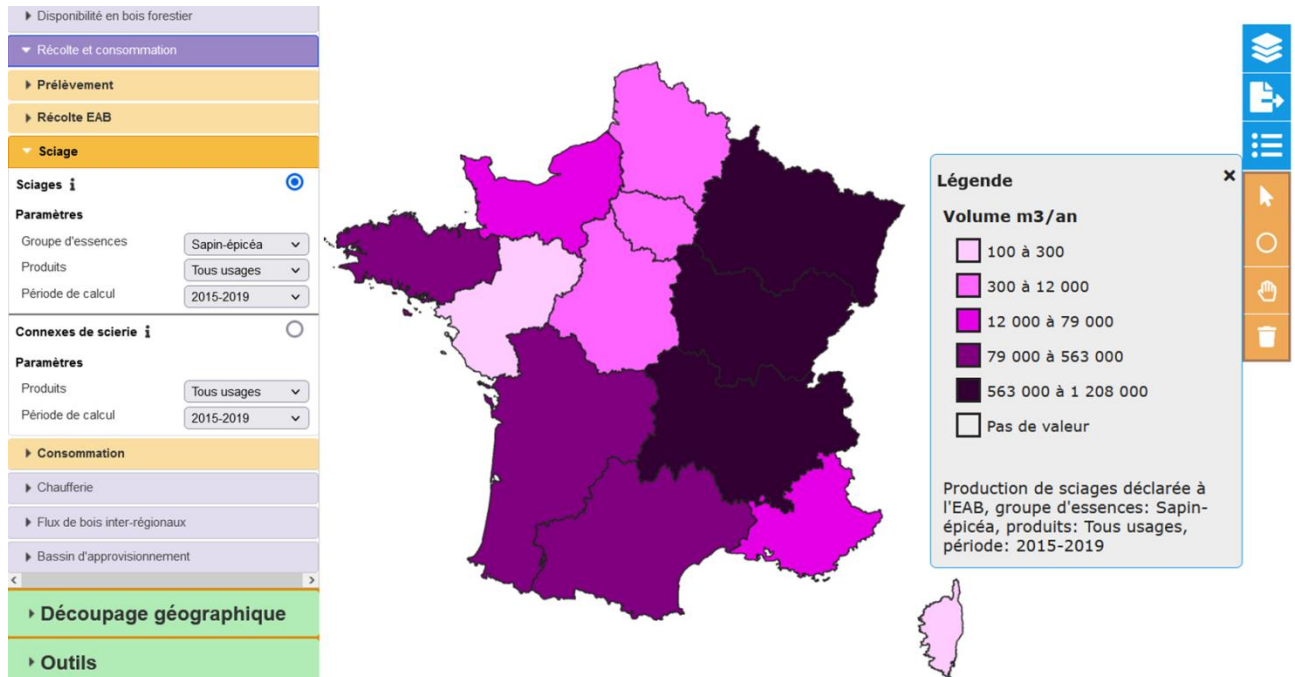 Disponibilité en bois forestier
Récolte et consommation
Prélèvement
Récolte EAB
Sciage
Sciages i
Paramètres
Groupe d'essences Sapin-épicéa
Produits Tous usages
Période de calcul 2015-2019
Connexes de scierie i
Paramètres
Produits Tous usages
Période de calcul 2015-2019
Consommation
Chaufferie
Flux de bois inter-régionaux
Bassin d'approvisionnement
Découpage géographique
Outils
Légende
Volume m3/an
100 à 300
300 à 12 000
12 000 à 79 000
79 000 à 563 000
563 000 à 1 208 000
Pas de valeur
Production de sciages déclarée à
l'EAB, groupe d'essences: Sapin-
épicéa, produits: Tous usages,
période: 2015-2019